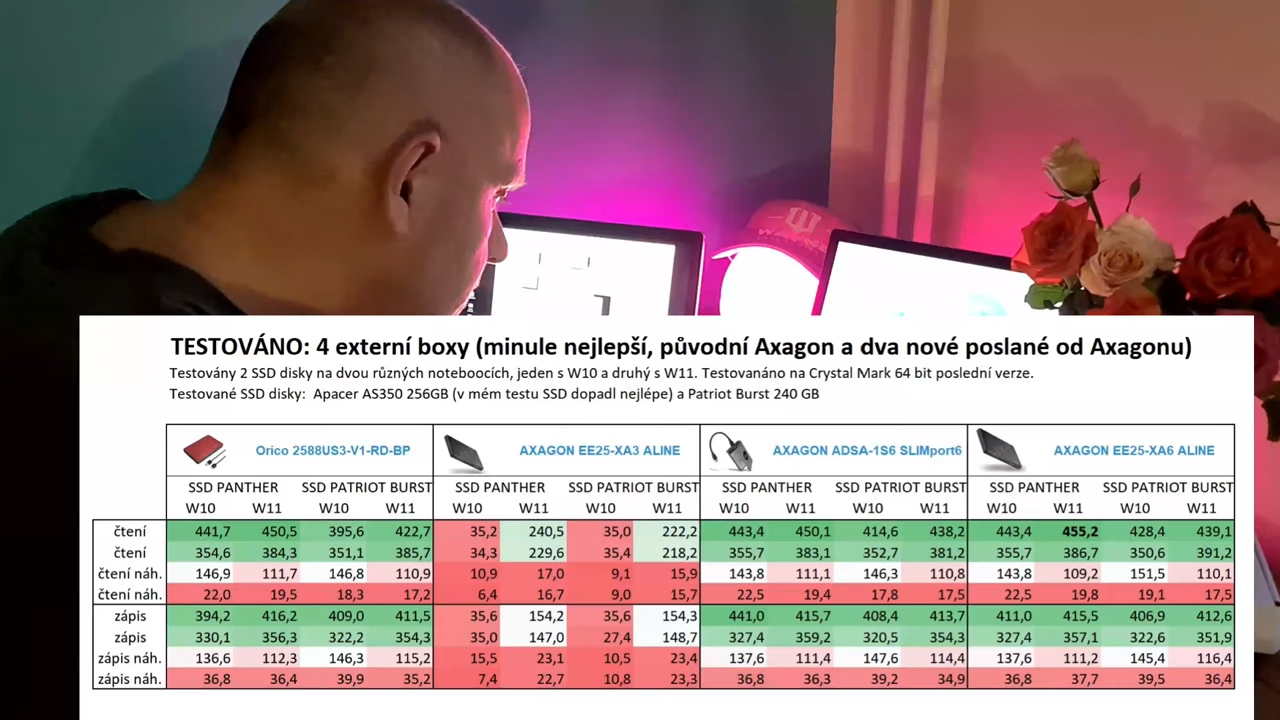 TESTOVÁNO: 4 externí boxy (minule nejlepší, původní Axagon a dva nové poslané od Axagonu)
Testovány 2 SSD disky na dvou různých noteboocích, jeden s W10 a druhý s W11. Testovanáno na Crystal Mark 64 bit poslední verze.
Testované SSD disky: Apacer AS350 256GB (v mém testu SSD dopadl nejlépe) a Patriot Burst 240 GB
Orico 2588US3-V1-RD-BP AXAGON EE25-XA3 ALINE AXAGON ADSA-1S6 SLIMport6 AXAGON EE25-XA6 ALINE
SSD PANTHER SSD PATRIOT BURST SSD PANTHER SSD PATRIOT BURST SSD PANTHER SSD PATRIOT BURST SSD PANTHER SSD PATRIOT BURST
W10 W11 W10 W11 W10 W11 W10 W11 W10 W11 W10 W11 W10 W11 W10 W11
čtení 441,7 450,5 395,6 422,7 35,2 240,5 35,0 222,2 443,4 450,1 414,6 438,2 443,4 455,2 428,4 439,1
čtení 354,6 384,3 351,1 385,7 34,3 229,6 35,4 218,2 355,7 383,1 352,7 381,2 355,7 386,7 350,6 391,2
čtení náh. 146,9 111,7 146,8 110,9 10,9 17,0 9,1 15,9 143,8 111,1 146,3 110,8 143,8 109,2 151,5 110,1
čtení náh. 22,0 19,5 18,3 17,2 6,4 16,7 9,0 15,7 22,5 19,4 17,8 17,5 22,5 19,8 19,1 17,5
zápis 394,2 416,2 409,0 411,5 35,6 154,2 35,6 154,3 441,0 415,7 408,4 413,7 411,0 415,5 406,9 412,6
zápis 330,1 356,3 322,2 354,3 35,0 147,0 27,4 148,7 327,4 359,2 320,5 354,3 327,4 357,1 322,6 351,9
zápis náh. 136,6 112,3 146,3 115,2 15,5 23,1 10,5 23,4 137,6 111,4 147,6 114,4 137,6 111,2 145,4 116,4
zápis náh. 36,8 36,4 39,9 35,2 7,4 22,7 10,8 23,3 36,8 36,3 39,2 34,9 36,8 37,7 39,5 36,4